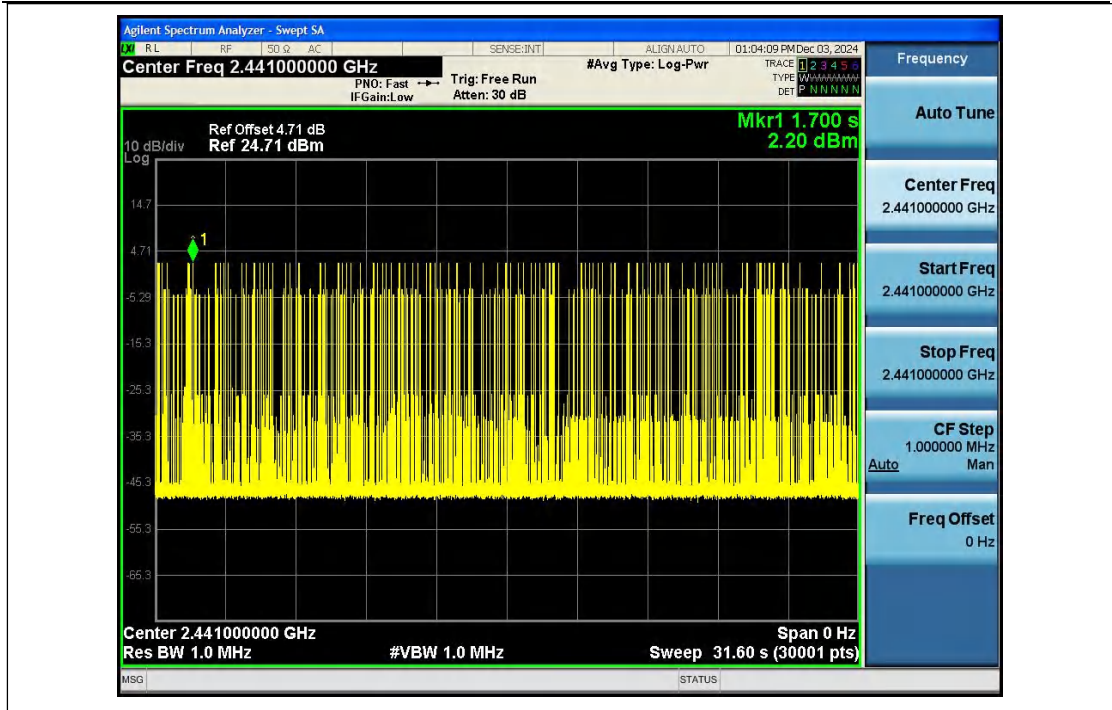 Agilent Spectrum Analyzer - Swept SA
LXI RL RF 50 Ω AC SENSE:INT ALIGN AUTO 01:04:09 PM Dec 03, 2024
Center Freq 2.441000000 GHz
PNO: Fast
IFGain:Low
Trig: Free Run
Atten: 30 dB
#Avg Type: Log-Pwr
TRACE 1 2 3 4 5 6
TYPE
DET P N N N N N
Mkr1 1.700 s
2.20 dBm
Ref Offset 4.71 dB
10 dB/div Ref 24.71 dBm
Log
14.7
1
4.71
-5.29
-15.3
-25.3
-35.3
-45.3
-55.3
-65.3
Center 2.441000000 GHz Span 0 Hz
Res BW 1.0 MHz #VBW 1.0 MHz Sweep 31.60 s (30001 pts)
MSG STATUS
Frequency
Auto Tune
Center Freq
2.441000000 GHz
Start Freq
2.441000000 GHz
Stop Freq
2.441000000 GHz
CF Step
1.000000 MHz
Auto Man
Freq Offset
0 Hz